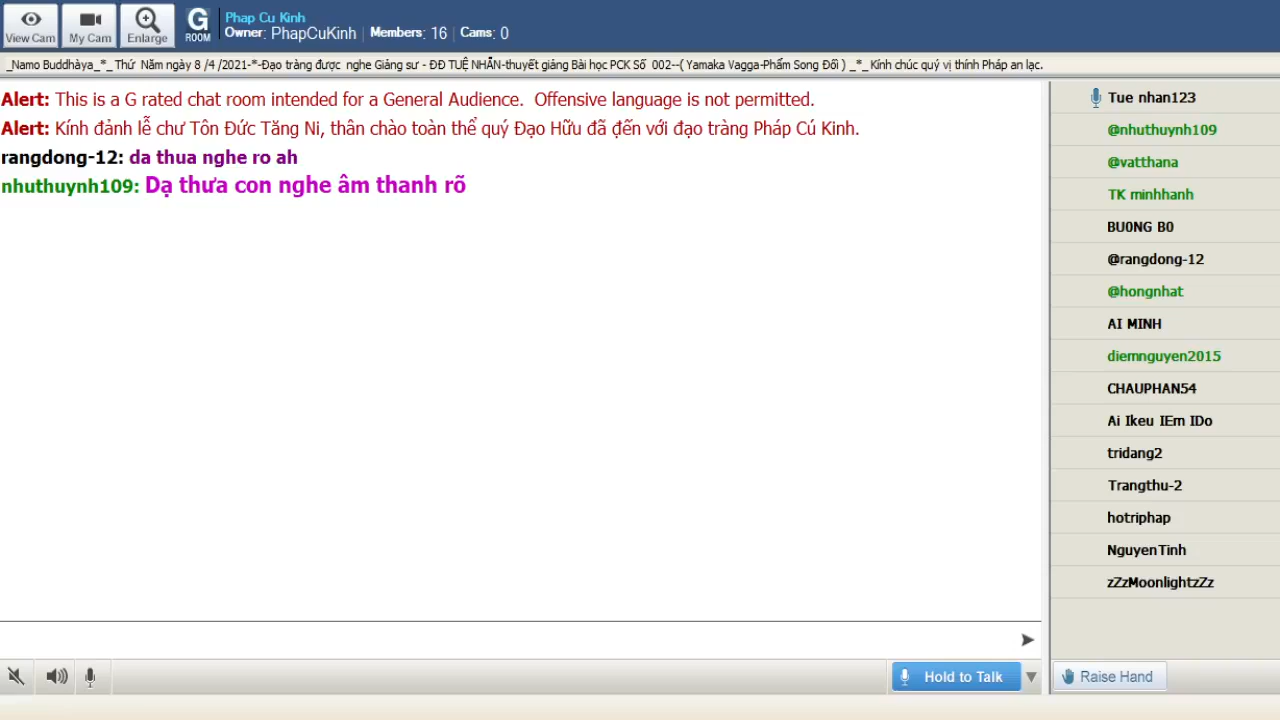 View Cam
My Cam
Enlarge
G
ROOM
Phap Cu Kinh
Owner: PhapCuKinh | Members: 16 | Cams: 0
_Namo Buddhàya_*_ Thứ Năm ngày 8 /4 /2021-*-Đạo tràng được nghe Giảng sư - ĐĐ TUỆ NHẪN-thuyết giảng Bài học PCK Số 002--( Yamaka Vagga-Phẩm Song Đối ) _*_Kính chúc quý vị thính Pháp an lạc.
Alert: This is a G rated chat room intended for a General Audience. Offensive language is not permitted.
Alert: Kính đảnh lễ chư Tôn Đức Tăng Ni, thân chào toàn thể quý Đạo Hữu đã đến với đạo tràng Pháp Cú Kinh.
rangdong-12: da thua nghe ro ah
nhuthuynh109: Dạ thưa con nghe âm thanh rõ
Tue nhan123
@nhuthuynh109
@vatthana
TK minhhanh
BU0NG B0
@rangdong-12
@hongnhat
AI MINH
diemnguyen2015
CHAUPHAN54
Ai Ikeu IEm IDo
tridang2
Trangthu-2
hotriphap
NguyenTinh
zZzMoonlightzZz
Hold to Talk
Raise Hand